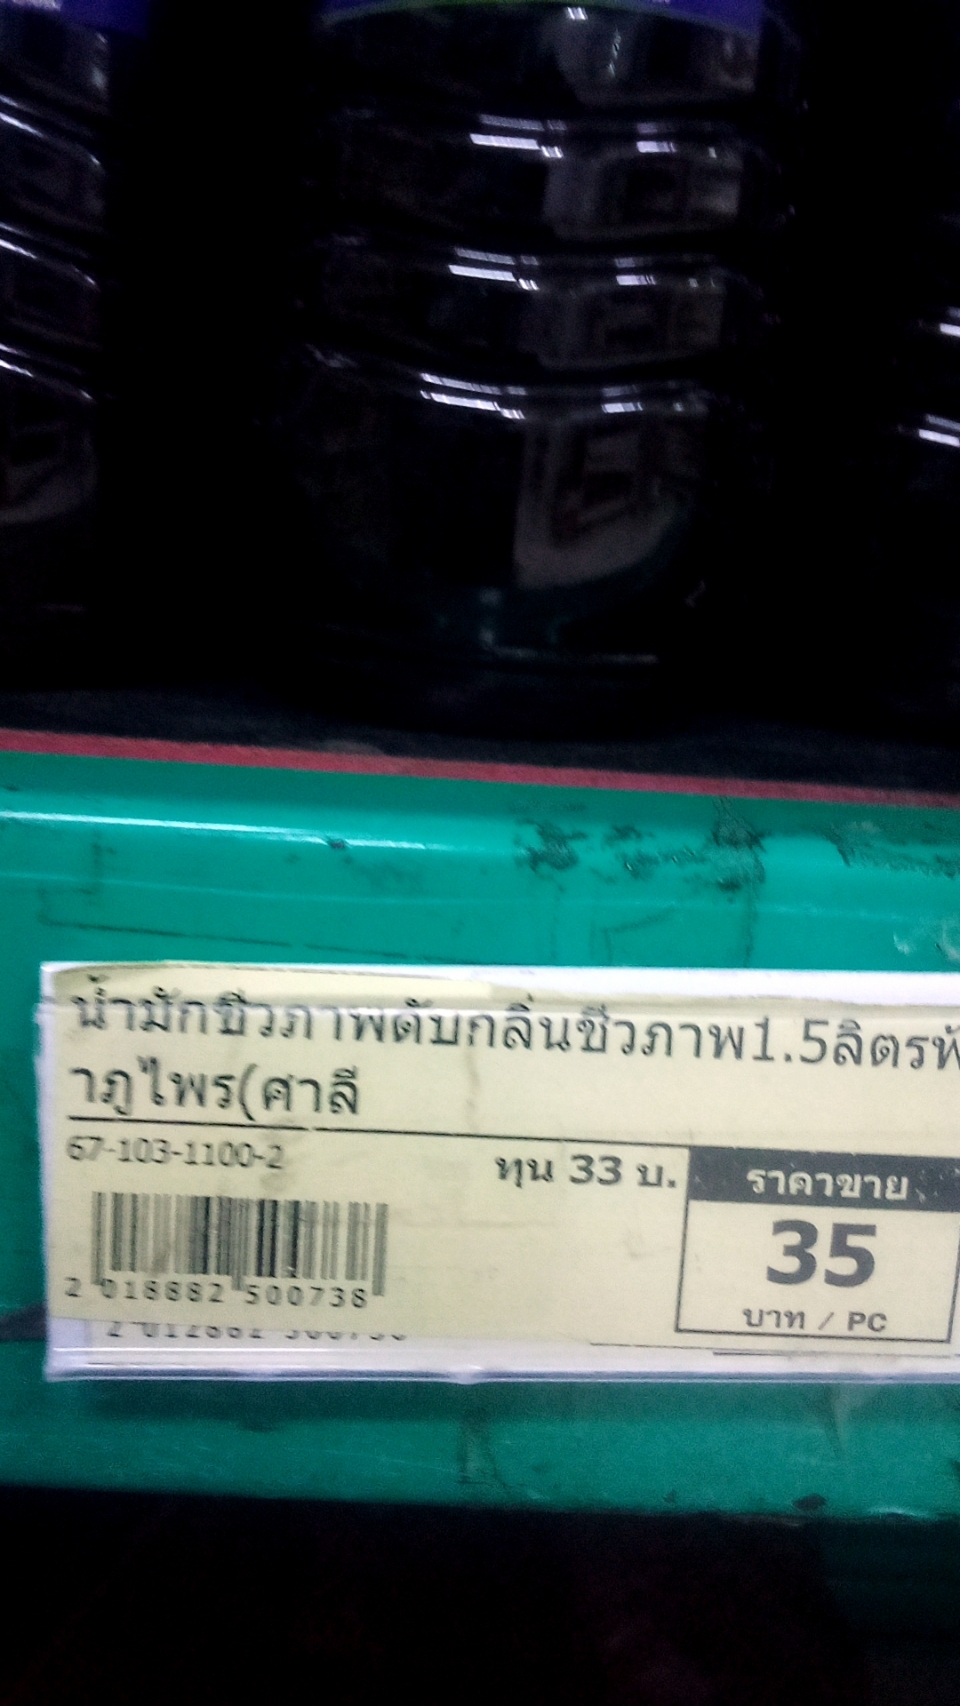 น้ำมักชีวภาพดับกลิ่นชีวภาพ1.5ลิตรฟ้
าภูไพร(ศาลี
67-103-1100-2
ทุน 33 บ.
ราคาขาย
35
บาท / PC
2 018882 500738